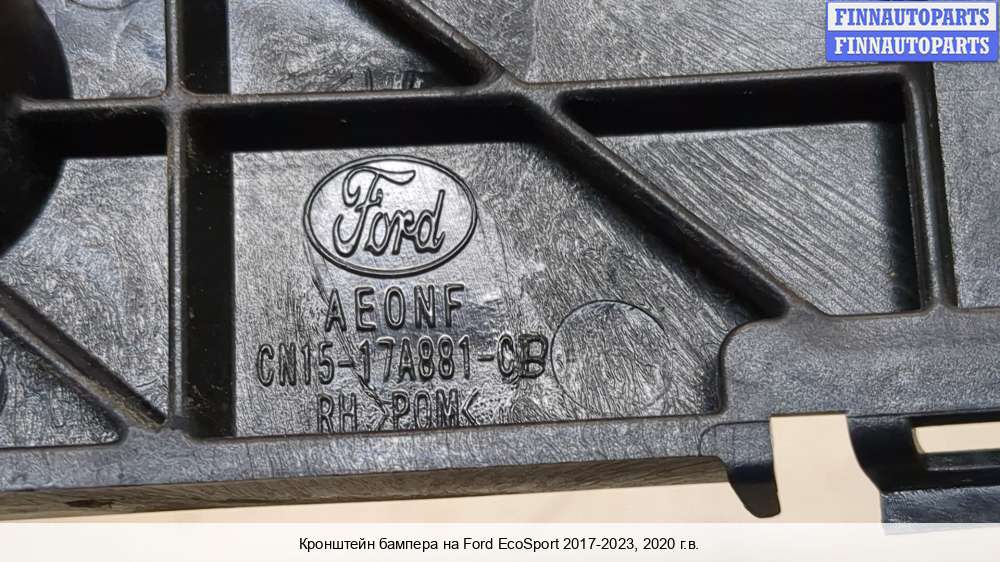 FINNAUTOPARTS
FINNAUTOPARTS
Ford
AEONF
CN15-17A881-CB
RH >POM<
Кронштейн бампера на Ford EcoSport 2017-2023, 2020 г.в.